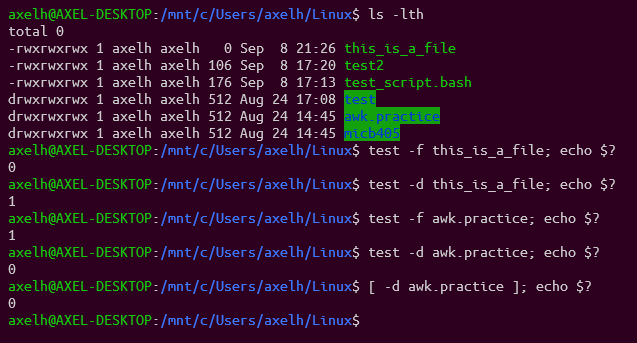 axelh@AXEL-DESKTOP:/mnt/c/Users/axelh/Linux$ ls -lth
total 0
-rwxrwxrwx 1 axelh axelh   0 Sep  8 21:26 this_is_a_file
-rwxrwxrwx 1 axelh axelh 106 Sep  8 17:20 test2
-rwxrwxrwx 1 axelh axelh 176 Sep  8 17:13 test_script.bash
drwxrwxrwx 1 axelh axelh 512 Aug 24 17:08 test
drwxrwxrwx 1 axelh axelh 512 Aug 24 14:45 awk.practice
drwxrwxrwx 1 axelh axelh 512 Aug 24 14:45 micb405
axelh@AXEL-DESKTOP:/mnt/c/Users/axelh/Linux$ test -f this_is_a_file; echo $?
0
axelh@AXEL-DESKTOP:/mnt/c/Users/axelh/Linux$ test -d this_is_a_file; echo $?
1
axelh@AXEL-DESKTOP:/mnt/c/Users/axelh/Linux$ test -f awk.practice; echo $?
1
axelh@AXEL-DESKTOP:/mnt/c/Users/axelh/Linux$ test -d awk.practice; echo $?
0
axelh@AXEL-DESKTOP:/mnt/c/Users/axelh/Linux$ [ -d awk.practice ]; echo $?
0
axelh@AXEL-DESKTOP:/mnt/c/Users/axelh/Linux$